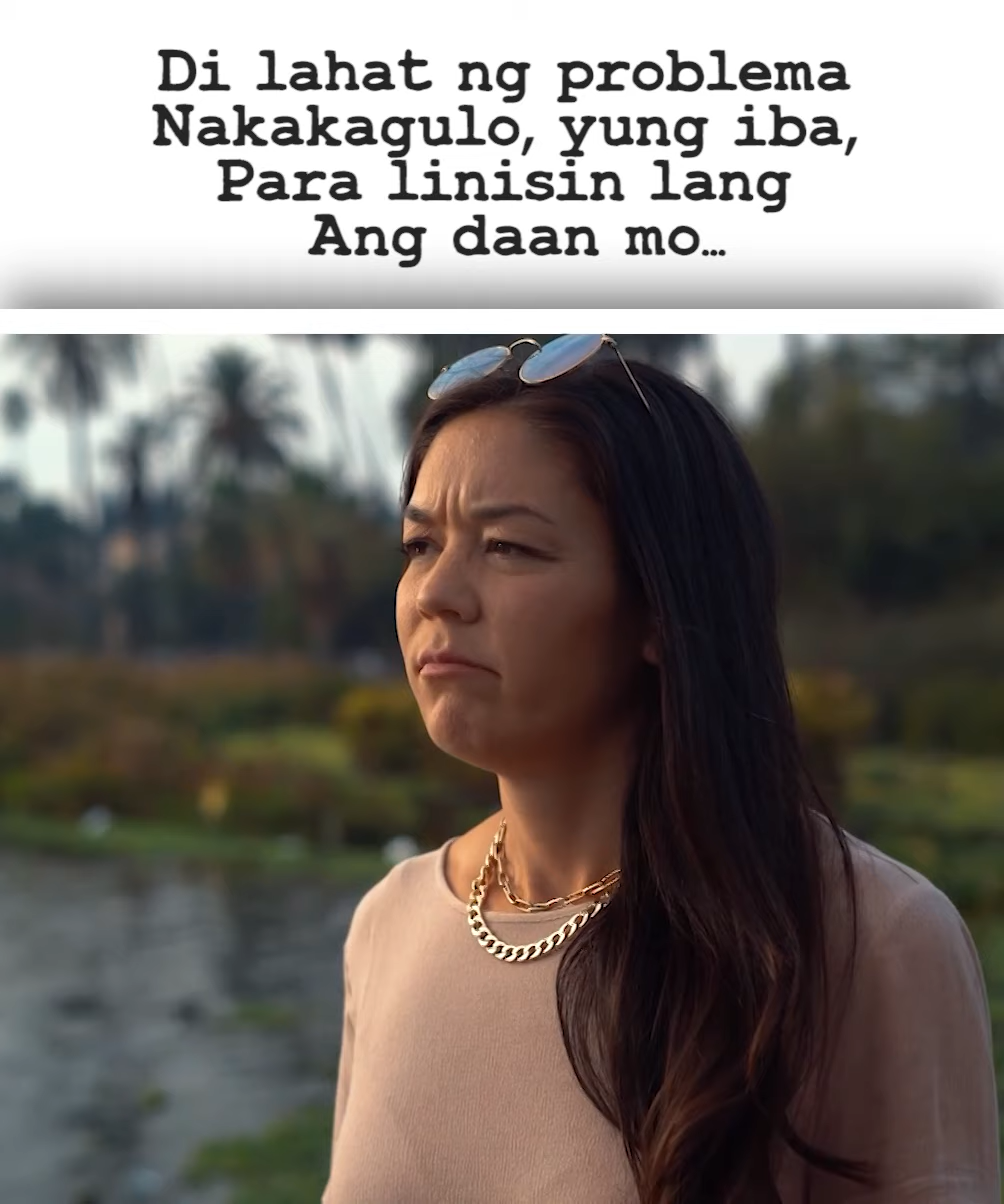 Di lahat ng problema
Nakakagulo, yung iba,
Para linisin lang
Ang daan mo…